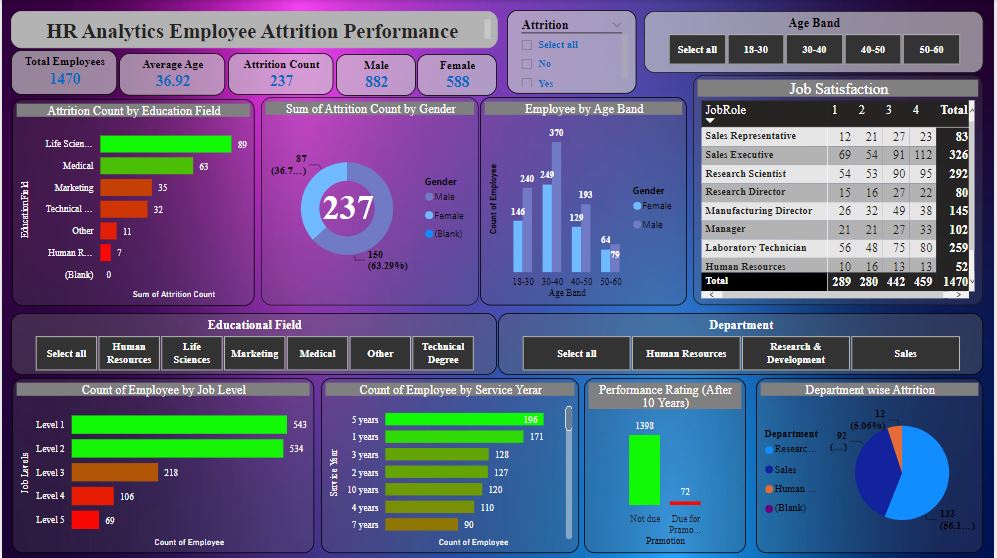 HR Analytics Employee Attrition Performance
Total Employees
1470
Average Age
36.92
Attrition Count
237
Male
882
Female
588
Attrition
Select all
No
Yes
Age Band
Select all 18-30 30-40 40-50 50-60
Attrition Count by Education Field
EducationField
Life Scien... 89
Medical 63
Marketing 35
Technical ... 32
Other 11
Human R... 7
(Blank) 0
Sum of Attrition Count
Sum of Attrition Count by Gender
87
(36.7...)
237
150
(63.29%)
Gender
Male
Female
(Blank)
Employee by Age Band
Count of Employee
146 240 249 370 129 193 64 79
18-30 30-40 40-50 50-60
Age Band
Gender
Female
Male
Job Satisfaction
JobRole 1 2 3 4 Total
Sales Representative 12 21 27 23 83
Sales Executive 69 54 91 112 326
Research Scientist 54 53 90 95 292
Research Director 15 16 27 22 80
Manufacturing Director 26 32 49 38 145
Manager 21 21 27 33 102
Laboratory Technician 56 48 75 80 259
Human Resources 10 16 13 13 52
Total 289 280 442 459 1470
Educational Field
Select all
Human
Resources
Life
Sciences
Marketing
Medical
Other
Technical
Degree
Department
Select all
Human Resources
Research &
Development
Sales
Count of Employee by Job Level
Job Levels
Level 1 543
Level 2 534
Level 3 218
Level 4 106
Level 5 69
Count of Employee
Count of Employee by Service Year
Service Year
5 years 196
1 years 171
3 years 128
2 years 127
10 years 120
4 years 110
7 years 90
Count of Employee
Performance Rating (After
10 Years)
1398
72
Not due
Due for
Pramo...
Pramotion
Department wise Attrition
Department
Researc...
Sales
Human ...
(Blank)
12
(5.06%)
92
(...)
133
(56.1...)